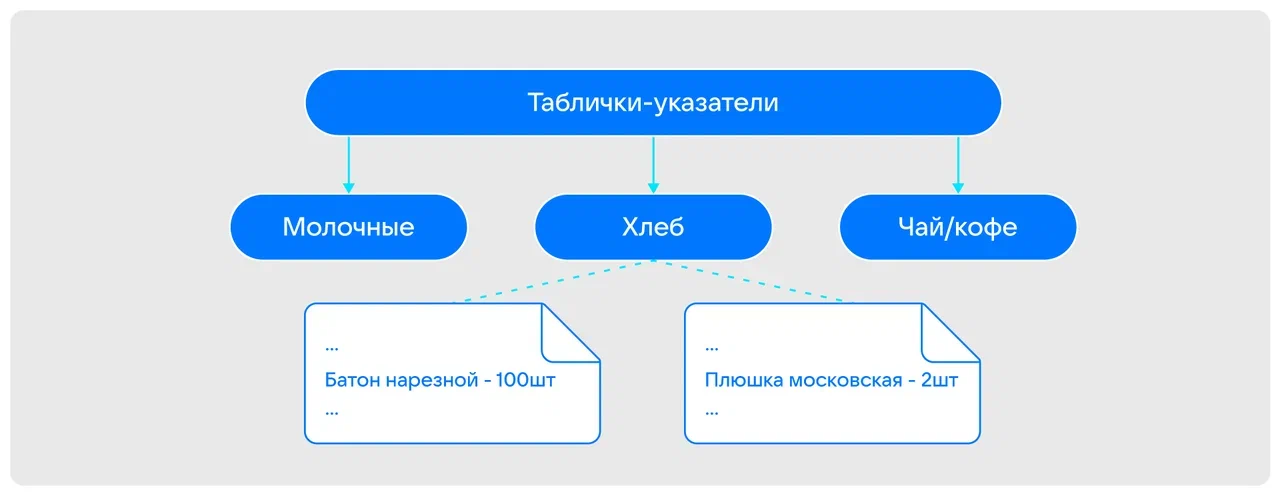 Таблички-указатели
Молочные
Хлеб
Чай/кофе
...
Батон нарезной - 100шт
...
...
Плюшка московская - 2шт
...